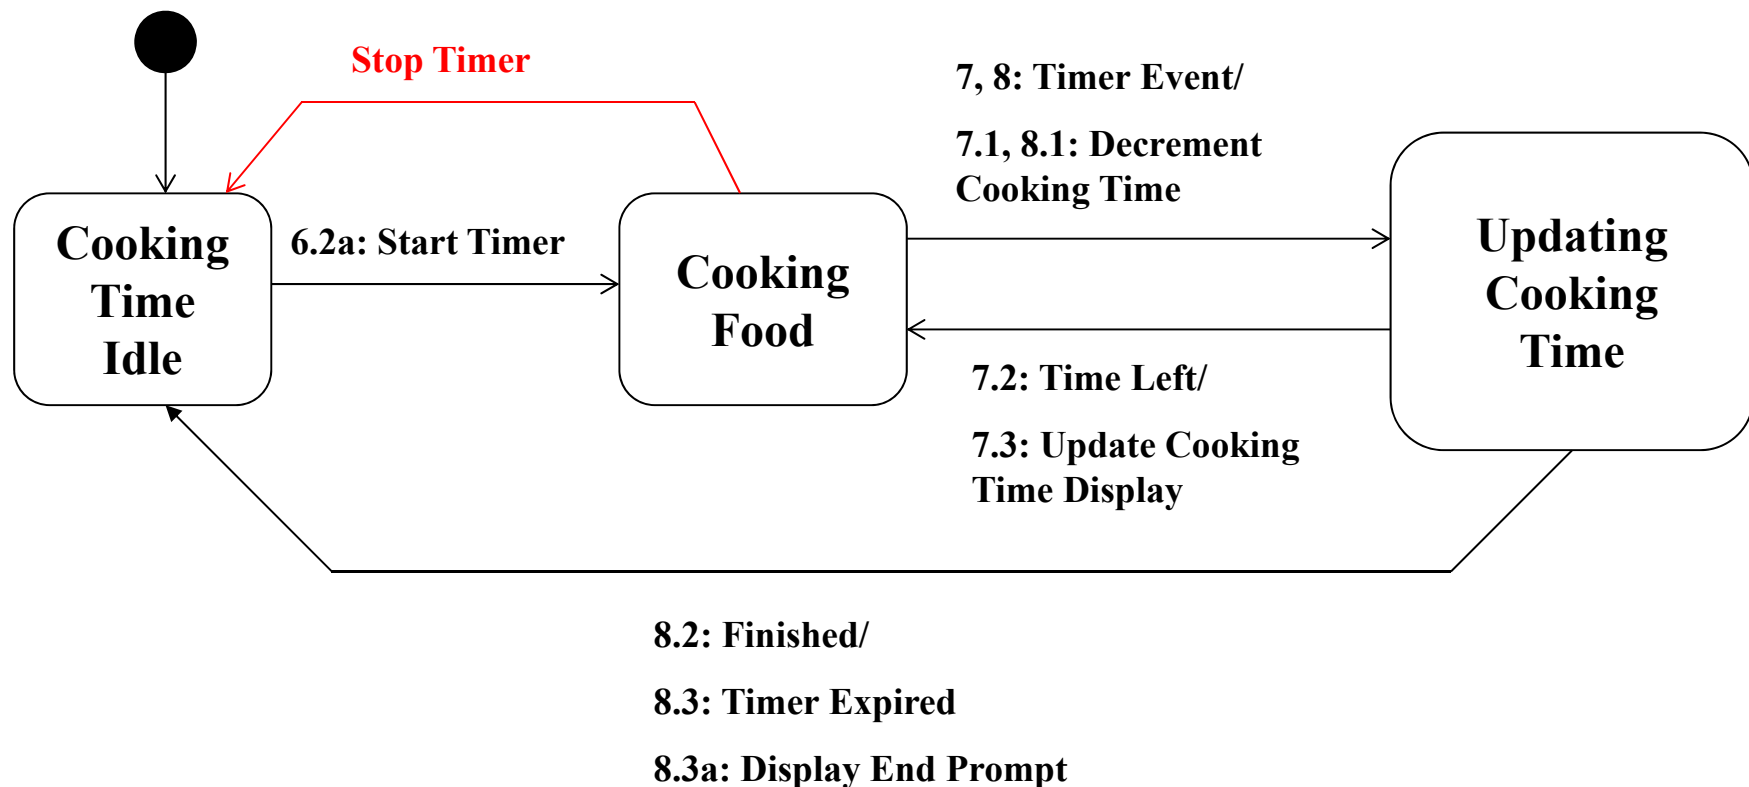 Stop Timer
7, 8: Timer Event/
7.1, 8.1: Decrement
Cooking Time
Cooking
Time
Idle
6.2a: Start Timer
Cooking
Food
Updating
Cooking
Time
7.2: Time Left/
7.3: Update Cooking
Time Display
8.2: Finished/
8.3: Timer Expired
8.3a: Display End Prompt